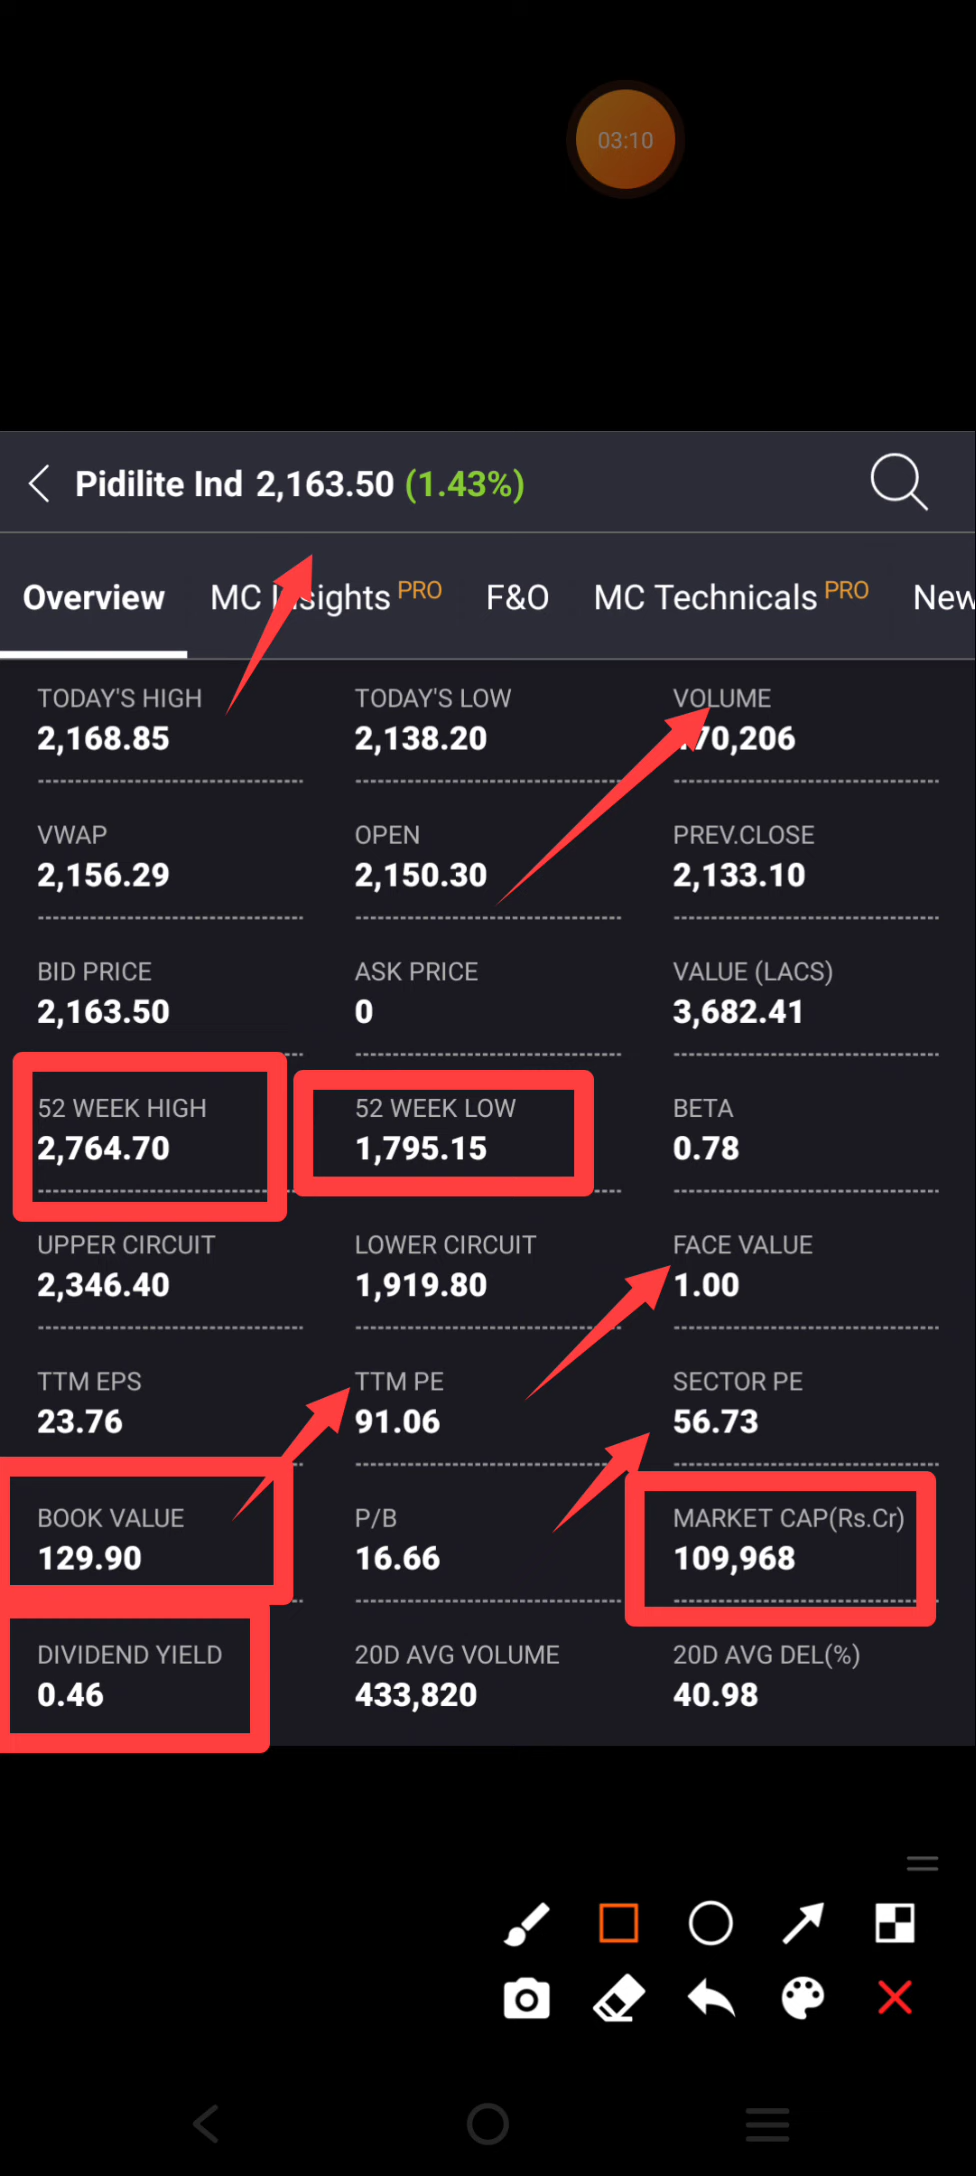 03:10
Pidilite Ind 2,163.50 (1.43%)
Overview MC Insights PRO F&O MC Technicals PRO New
TODAY'S HIGH TODAY'S LOW VOLUME
2,168.85 2,138.20 170,206
VWAP OPEN PREV.CLOSE
2,156.29 2,150.30 2,133.10
BID PRICE ASK PRICE VALUE (LACS)
2,163.50 0 3,682.41
52 WEEK HIGH 52 WEEK LOW BETA
2,764.70 1,795.15 0.78
UPPER CIRCUIT LOWER CIRCUIT FACE VALUE
2,346.40 1,919.80 1.00
TTM EPS TTM PE SECTOR PE
23.76 91.06 56.73
BOOK VALUE P/B MARKET CAP(Rs.Cr)
129.90 16.66 109,968
DIVIDEND YIELD 20D AVG VOLUME 20D AVG DEL(%)
0.46 433,820 40.98